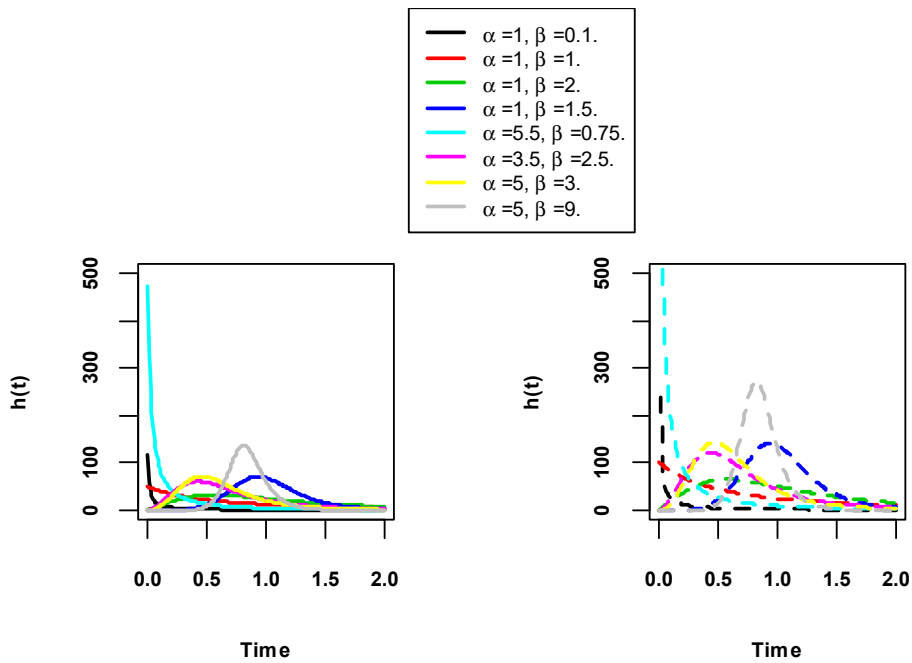 α =1, β =0.1.
α =1, β =1.
α =1, β =2.
α =1, β =1.5.
α =5.5, β =0.75.
α =3.5, β =2.5.
α =5, β =3.
α =5, β =9.
h(t)
500
300
100
0
0.0 0.5 1.0 1.5 2.0
Time
h(t)
500
300
100
0
0.0 0.5 1.0 1.5 2.0
Time